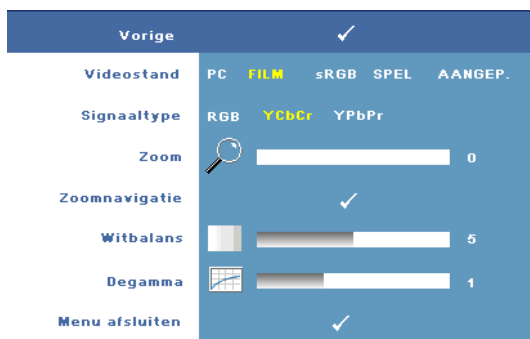 Vorige
Videostand PC FILM sRGB SPEL AANGEP.
Signaaltype RGB YCbCr YPbPr
Zoom 0
Zoomnavigatie
Witbalans 5
Degamma 1
Menu afsluiten